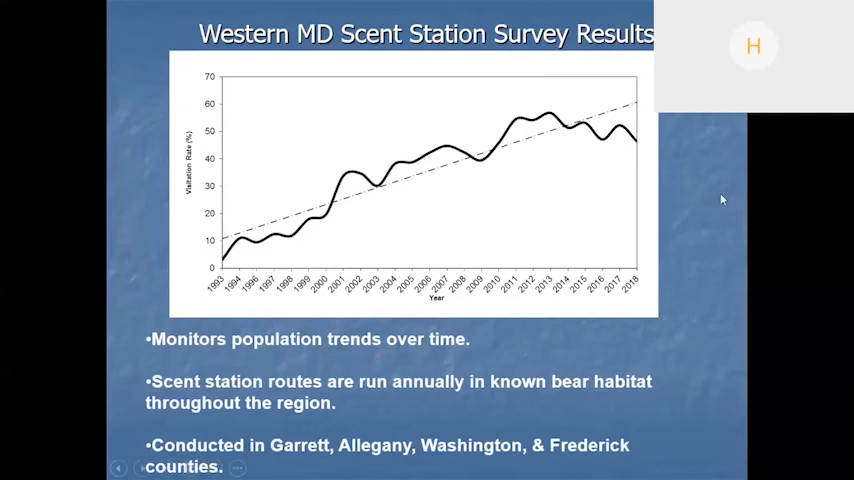 Western MD Scent Station Survey Results
H
70
60
50
40
30
20
10
0
Visitation Rate (%)
1993 1994 1996 1997 1998 1999 2000 2001 2002 2003 2004 2005 2006 2007 2008 2009 2010 2011 2012 2013 2014 2015 2016 2017 2018
Year
•Monitors population trends over time.
•Scent station routes are run annually in known bear habitat
throughout the region.
•Conducted in Garrett, Allegany, Washington, & Frederick
counties.